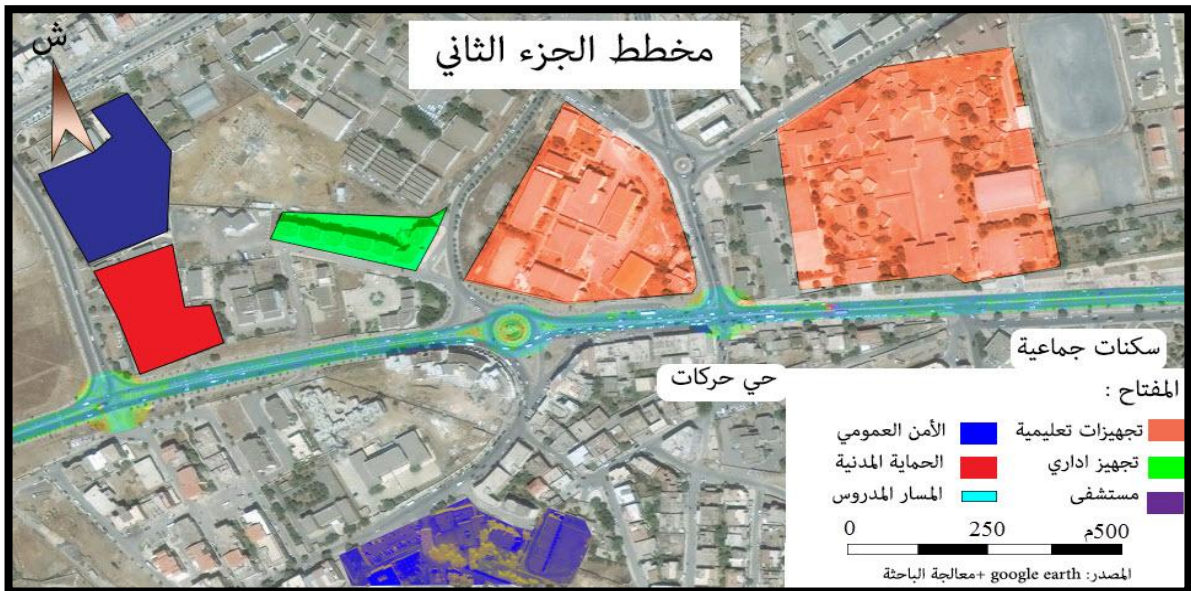 مخطط الجزء الثاني
ش
سكنات جماعية
حي حركات
المفتاح :
تجهيزات تعليمية
الأمن العمومي
تجهيز اداري
الحماية المدنية
مستشفى
المسار المدروس
0 250 500م
المصدر: google earth +معالجة الباحثة